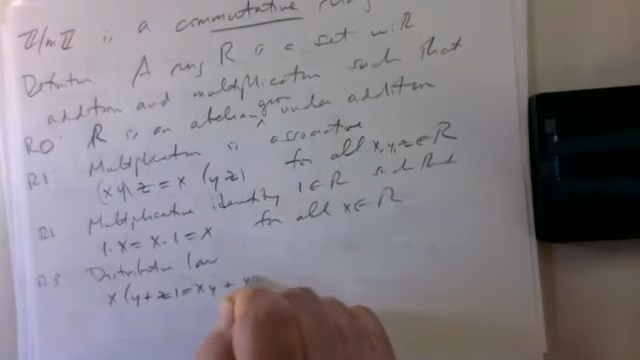 Z/mZ is a commutative ring
Definition A ring R is a set with
addition and multiplication such that
R0: R is an abelian group under addition
R1: Multiplication is associative
(xy)z = x(yz) for all x,y,z ∈ R
R2: Multiplicative identity 1 ∈ R such that
1·x = x·1 = x for all x ∈ R
R3 Distributive law
x(y+z) = xy + x